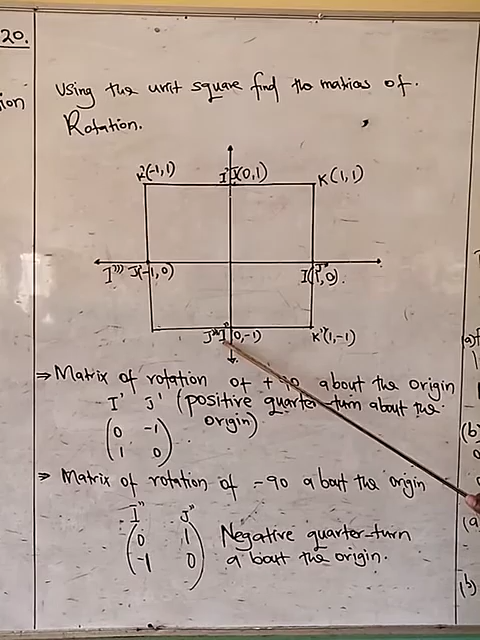 20.
ion
Using the unit square find the matrias of.
Rotation.
K'(-1,1)
I'J(0,1)
K(1,1)
I''' J'(-1,0)
I(1,0).
J''
J''' I''(0,-1)
K''(1,-1)
⇒ Matrix of rotation of +90 about the origin
I' J' (positive quarter-turn about the
origin)
(0 -1
1 0)
⇒ Matrix of rotation of -90 about the origin
I'' J''
(0 1
-1 0)
Negative quarter-turn
about the origin.
(a)
(b)
(a)
(b)